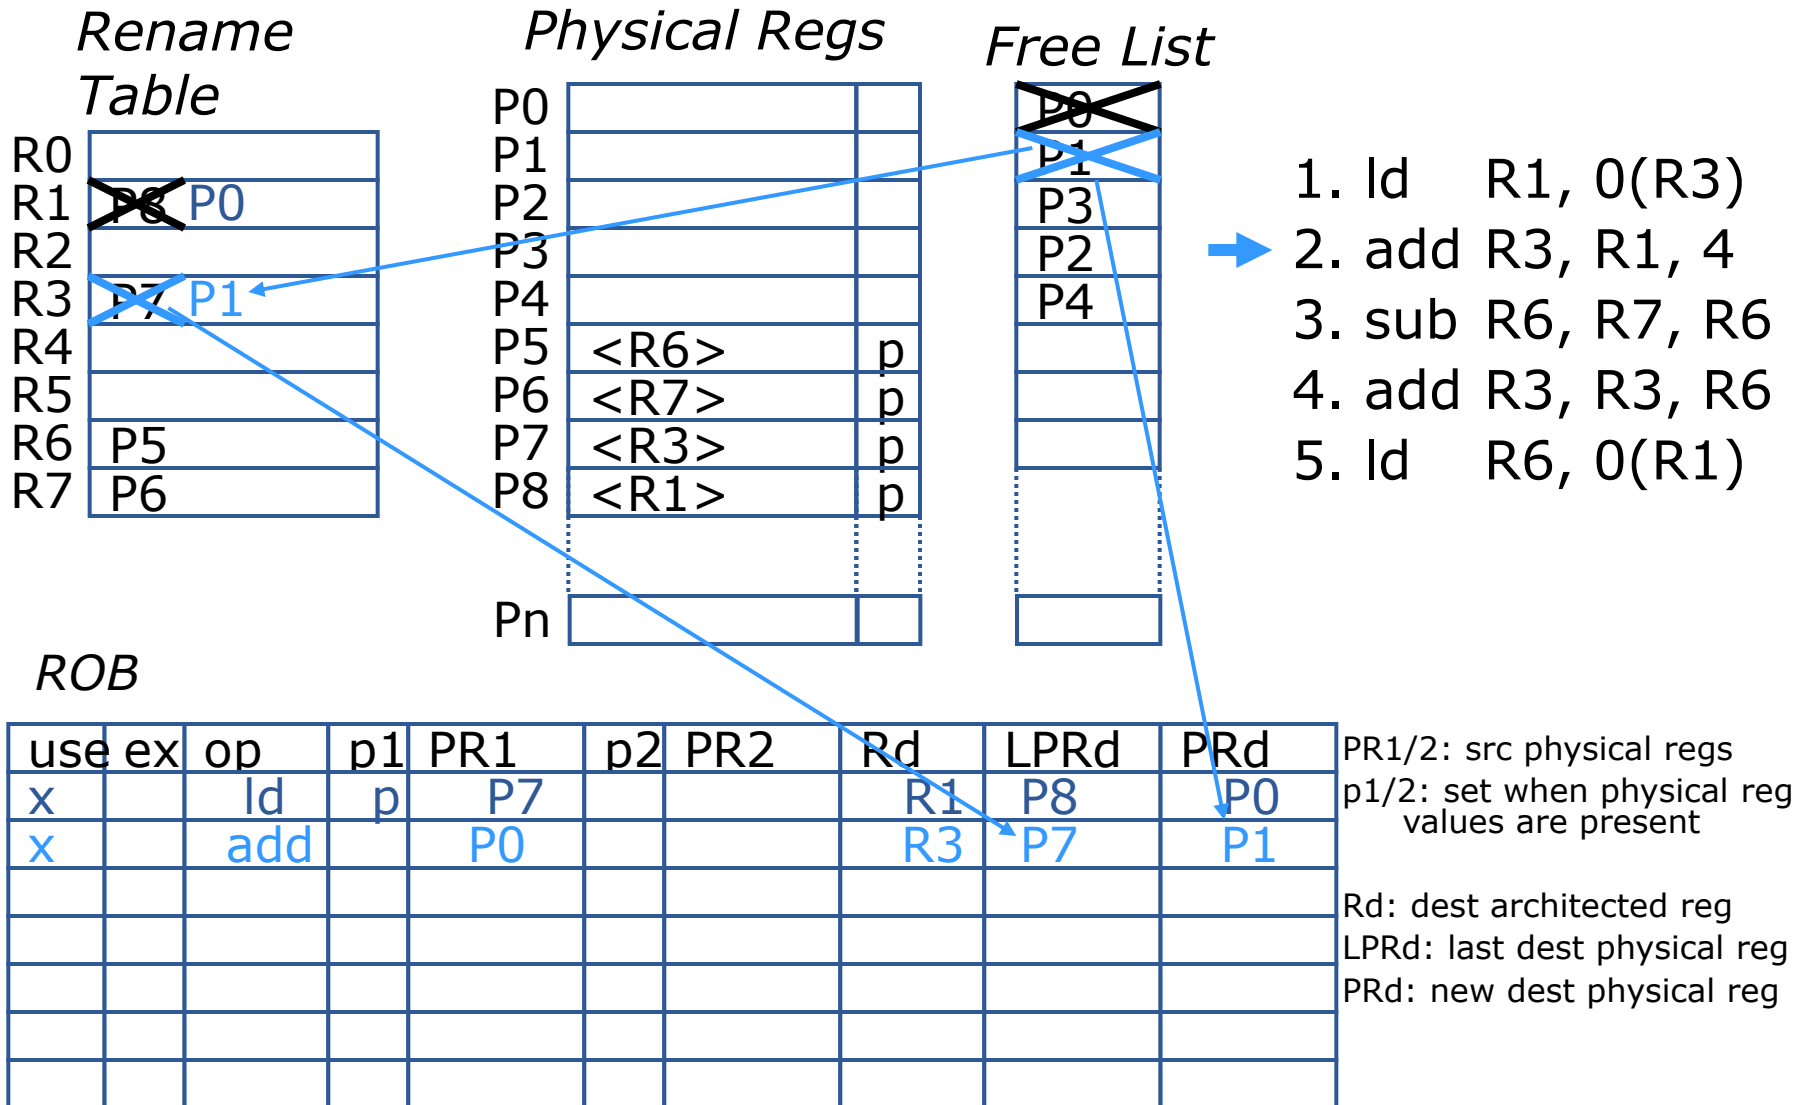 Rename
Table
R0
R1 P8 P0
R2
R3 P7 P1
R4
R5
R6 P5
R7 P6
Physical Regs
P0
P1
P2
P3
P4
P5 <R6> p
P6 <R7> p
P7 <R3> p
P8 <R1> p
Pn
Free List
P0
P1
P3
P2
P4
1. ld R1, 0(R3)
2. add R3, R1, 4
3. sub R6, R7, R6
4. add R3, R3, R6
5. ld R6, 0(R1)
ROB
use ex op p1 PR1 p2 PR2 Rd LPRd PRd
x ld p P7 R1 P8 P0
x add P0 R3 P7 P1
PR1/2: src physical regs
p1/2: set when physical reg
values are present
Rd: dest architected reg
LPRd: last dest physical reg
PRd: new dest physical reg